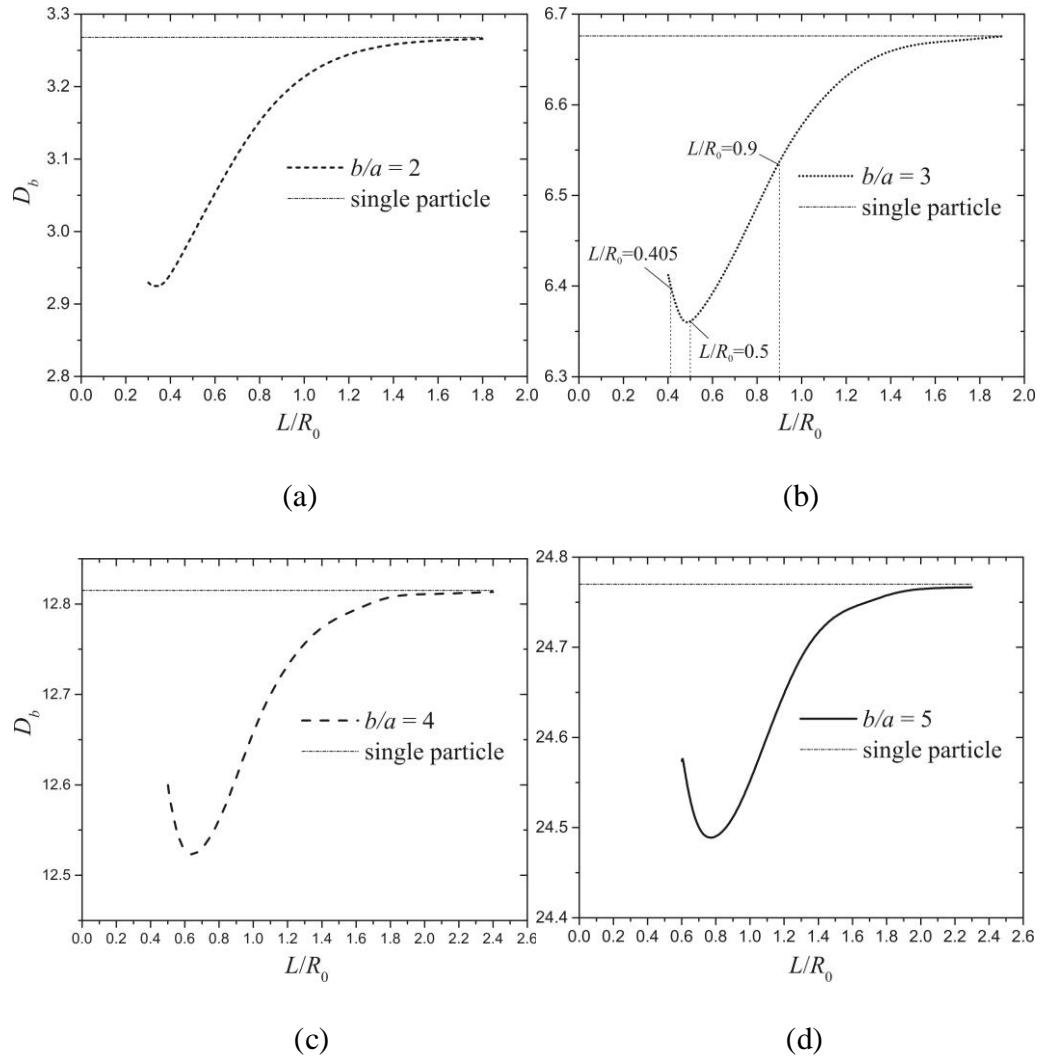 3.3
3.2
3.1
3.0
2.9
2.8
D_b
b/a = 2
single particle
0.0 0.2 0.4 0.6 0.8 1.0 1.2 1.4 1.6 1.8 2.0
L/R_0
(a)
6.7
6.6
6.5
6.4
6.3
L/R_0=0.9
b/a = 3
single particle
L/R_0=0.405
L/R_0=0.5
0.0 0.2 0.4 0.6 0.8 1.0 1.2 1.4 1.6 1.8 2.0
L/R_0
(b)
12.8
12.7
12.6
12.5
D_b
b/a = 4
single particle
0.0 0.2 0.4 0.6 0.8 1.0 1.2 1.4 1.6 1.8 2.0 2.2 2.4 2.6
L/R_0
(c)
24.8
24.7
24.6
24.5
24.4
b/a = 5
single particle
0.0 0.2 0.4 0.6 0.8 1.0 1.2 1.4 1.6 1.8 2.0 2.2 2.4 2.6
L/R_0
(d)